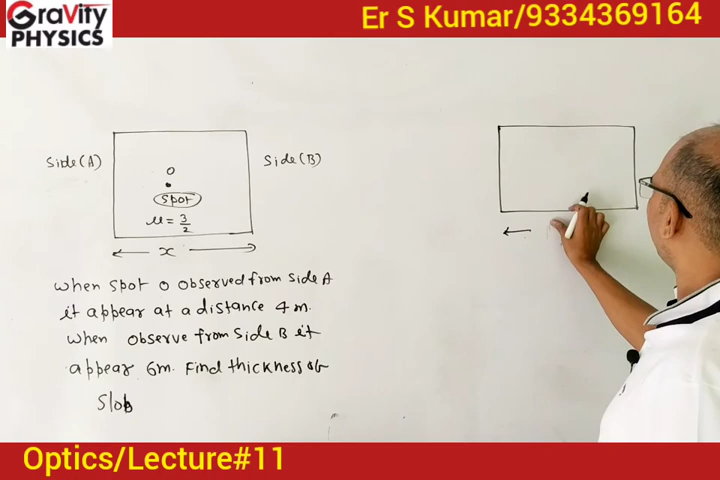 GRaVity
PHYSICS
Er S Kumar/9334369164
Side(A)
Side(B)
O
Spot
μ = 3/2
x
when spot O observed from side A
it appear at a distance 4 m.
when observe from side B it
appear 6m. Find thickness of
Slab
Optics/Lecture#11